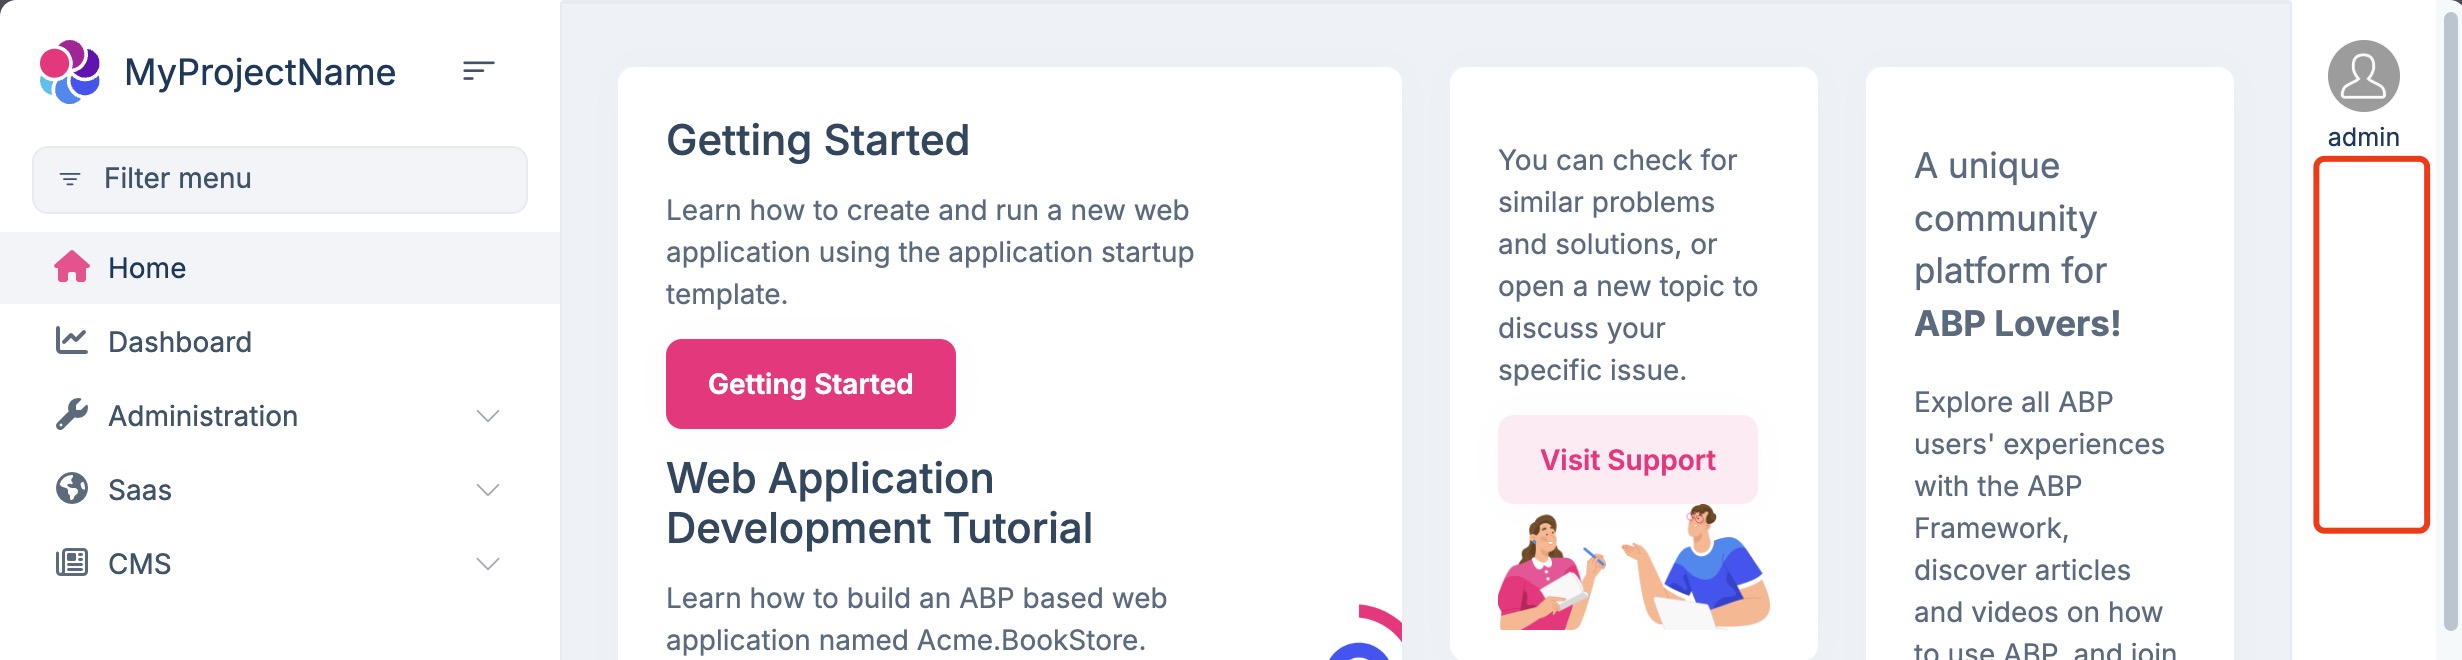 MyProjectName
Filter menu
Home
Dashboard
Administration
Saas
CMS
Getting Started
Learn how to create and run a new web
application using the application startup
template.
Getting Started
Web Application
Development Tutorial
Learn how to build an ABP based web
application named Acme.BookStore.
You can check for
similar problems
and solutions, or
open a new topic to
discuss your
specific issue.
Visit Support
A unique
community
platform for
ABP Lovers!
Explore all ABP
users' experiences
with the ABP
Framework,
discover articles
and videos on how
to use ABP, and join
admin